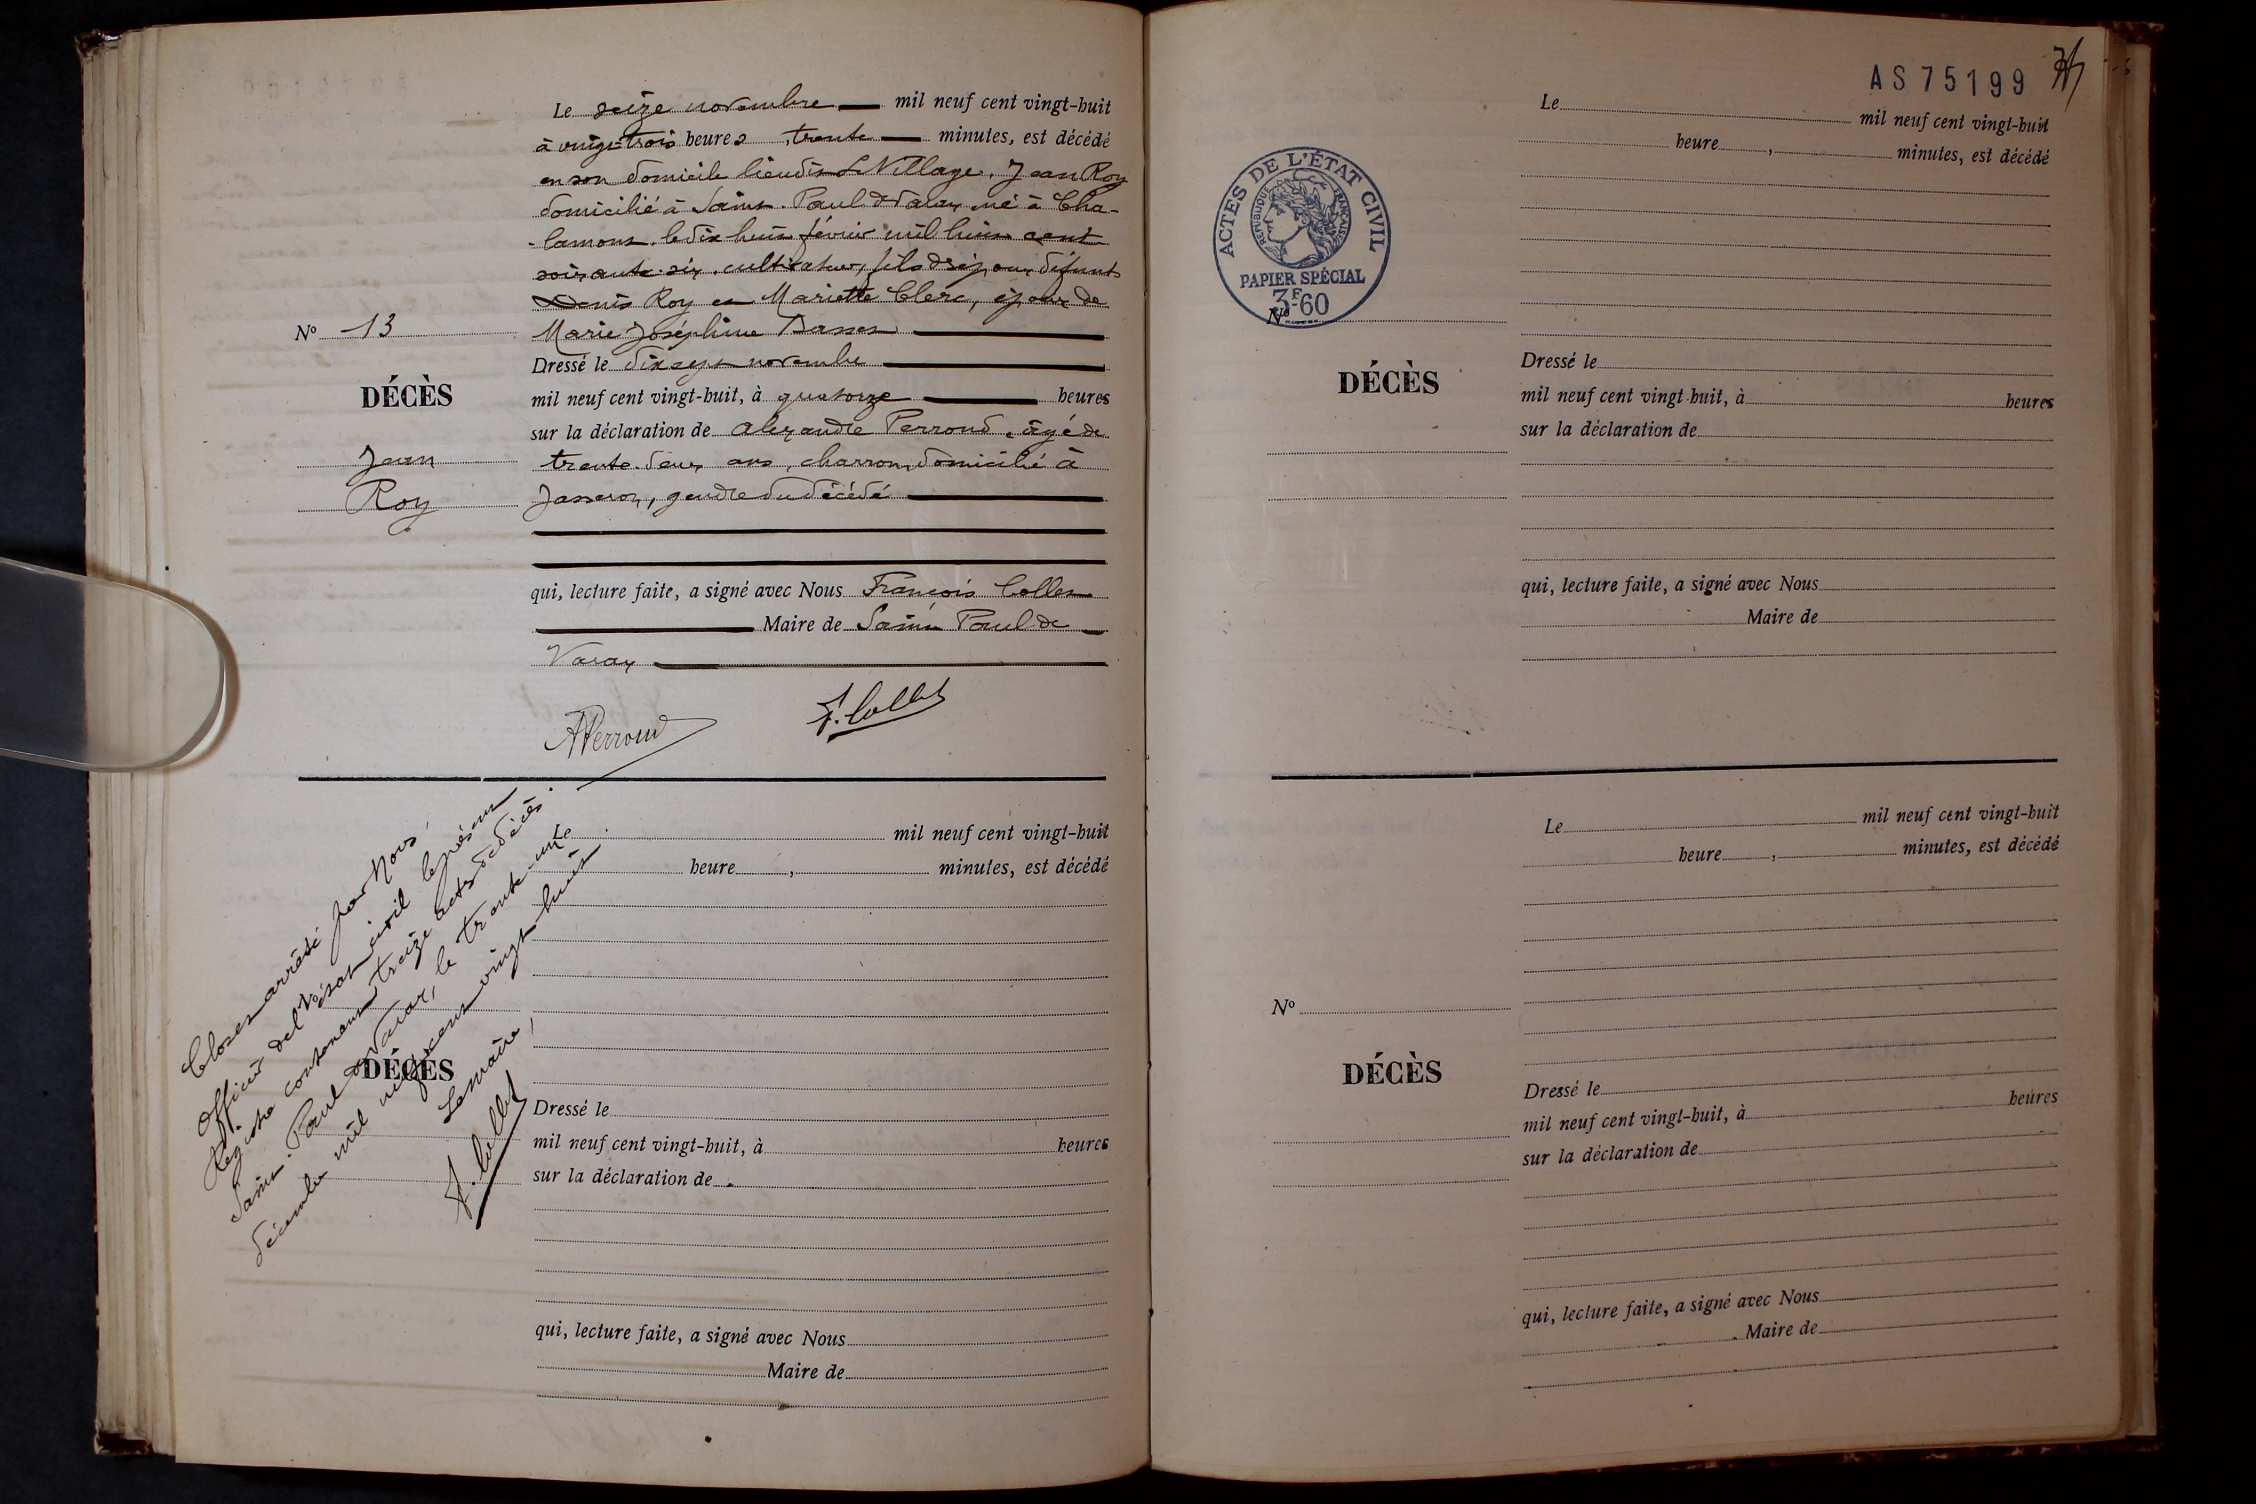 Le seize novembre mil neuf cent vingt-huit
à vingt-trois heures, trente minutes, est décédé
en son domicile lieudit Le Village, Jean Roy
domicilié à Saint-Paul de Varax, né à Cha-
lamont le dix huit février mil huit cent
soixante-six, cultivateur, fils des époux défunts
Denis Roy et Mariette Clerc, époux de
Marie Joséphine
Dressé le dix sept novembre
mil neuf cent vingt-huit, à quatorze heures
sur la déclaration de Alexandre Perroud, âgé de
trente-deux ans, charron, domicilié à
Jasseron, gendre du décédé
qui, lecture faite, a signé avec Nous François Collet
Maire de Saint Paul de
Varax
APerroud
F. Collet
No 13
DÉCÈS
Jean
Roy
Le mil neuf cent vingt-huit
heure , minutes, est décédé
DÉCÈS
Dressé le
mil neuf cent vingt-huit, à heures
sur la déclaration de
qui, lecture faite, a signé avec Nous
Maire de
Clos et arrêté par Nous,
Officier de l'état civil le présent
Registre contenant treize actes de décès.
Saint-Paul de Varax, le trente-un
décembre mil neuf cent vingt huit
Le maire,
F. Collet
AS 75199
ACTES DE L'ÉTAT CIVIL
RÉPUBLIQUE FRANÇAISE
PAPIER SPÉCIAL
3F-60
Le mil neuf cent vingt-huit
heure , minutes, est décédé
No
DÉCÈS
Dressé le
mil neuf cent vingt-huit, à heures
sur la déclaration de
qui, lecture faite, a signé avec Nous
Maire de
Le mil neuf cent vingt-huit
heure , minutes, est décédé
No
DÉCÈS
Dressé le
mil neuf cent vingt-huit, à heures
sur la déclaration de
qui, lecture faite, a signé avec Nous
Maire de